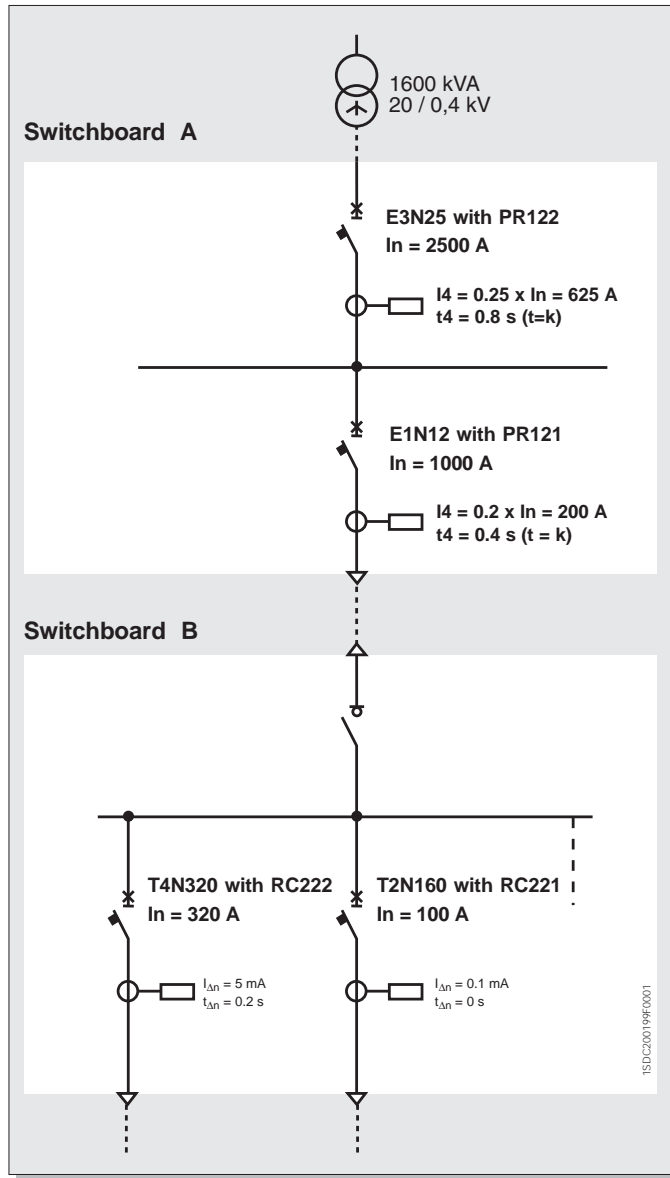 1600 kVA
20 / 0,4 kV
Switchboard A
E3N25 with PR122
In = 2500 A
I4 = 0.25 x In = 625 A
t4 = 0.8 s (t=k)
E1N12 with PR121
In = 1000 A
I4 = 0.2 x In = 200 A
t4 = 0.4 s (t = k)
Switchboard B
T4N320 with RC222
In = 320 A
T2N160 with RC221
In = 100 A
IΔn = 5 mA
tΔn = 0.2 s
IΔn = 0.1 mA
tΔn = 0 s
1SDC200199F0001